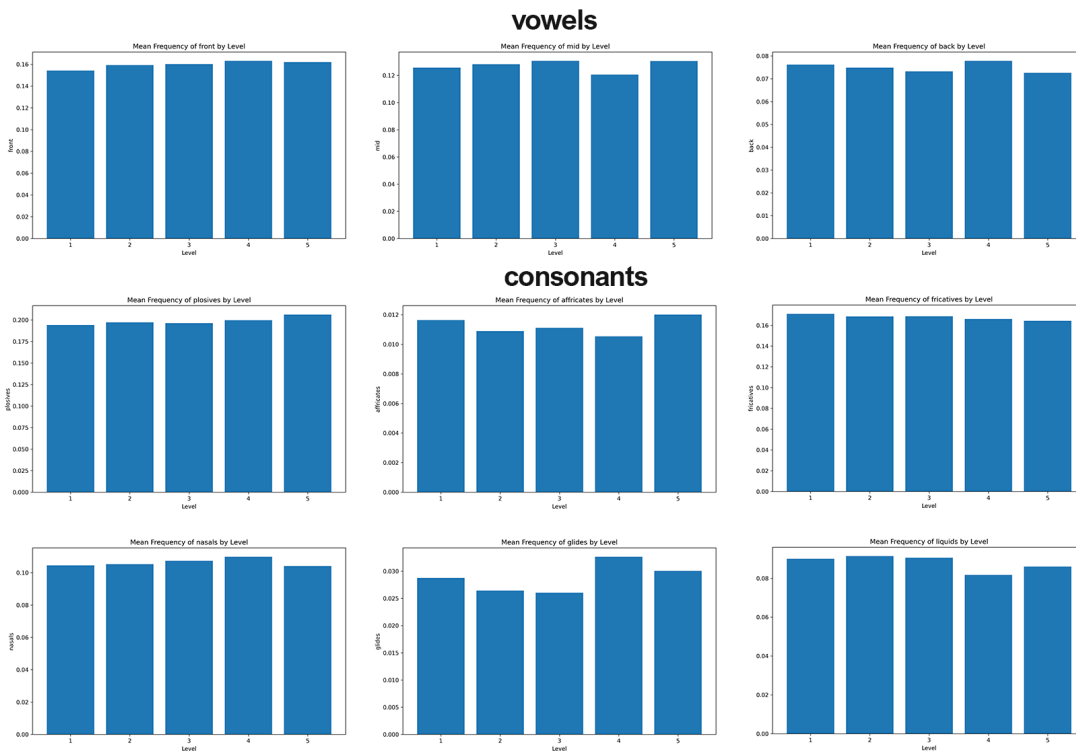 vowels
Mean Frequency of front by Level
0.16
0.14
0.12
0.10
0.08
0.06
0.04
0.02
0.00
front
1 2 3 4 5
Level
Mean Frequency of mid by Level
0.12
0.10
0.08
0.06
0.04
0.02
0.00
mid
1 2 3 4 5
Level
Mean Frequency of back by Level
0.08
0.07
0.06
0.05
0.04
0.03
0.02
0.01
0.00
back
1 2 3 4 5
Level
consonants
Mean Frequency of plosives by Level
0.200
0.175
0.150
0.125
0.100
0.075
0.050
0.025
0.000
plosives
1 2 3 4 5
Level
Mean Frequency of affricates by Level
0.012
0.010
0.008
0.006
0.004
0.002
0.000
affricates
1 2 3 4 5
Level
Mean Frequency of fricatives by Level
0.16
0.14
0.12
0.10
0.08
0.06
0.04
0.02
0.00
fricatives
1 2 3 4 5
Level
Mean Frequency of nasals by Level
0.10
0.08
0.06
0.04
0.02
0.00
nasals
1 2 3 4 5
Level
Mean Frequency of glides by Level
0.030
0.025
0.020
0.015
0.010
0.005
0.000
glides
1 2 3 4 5
Level
Mean Frequency of liquids by Level
0.08
0.06
0.04
0.02
0.00
liquids
1 2 3 4 5
Level